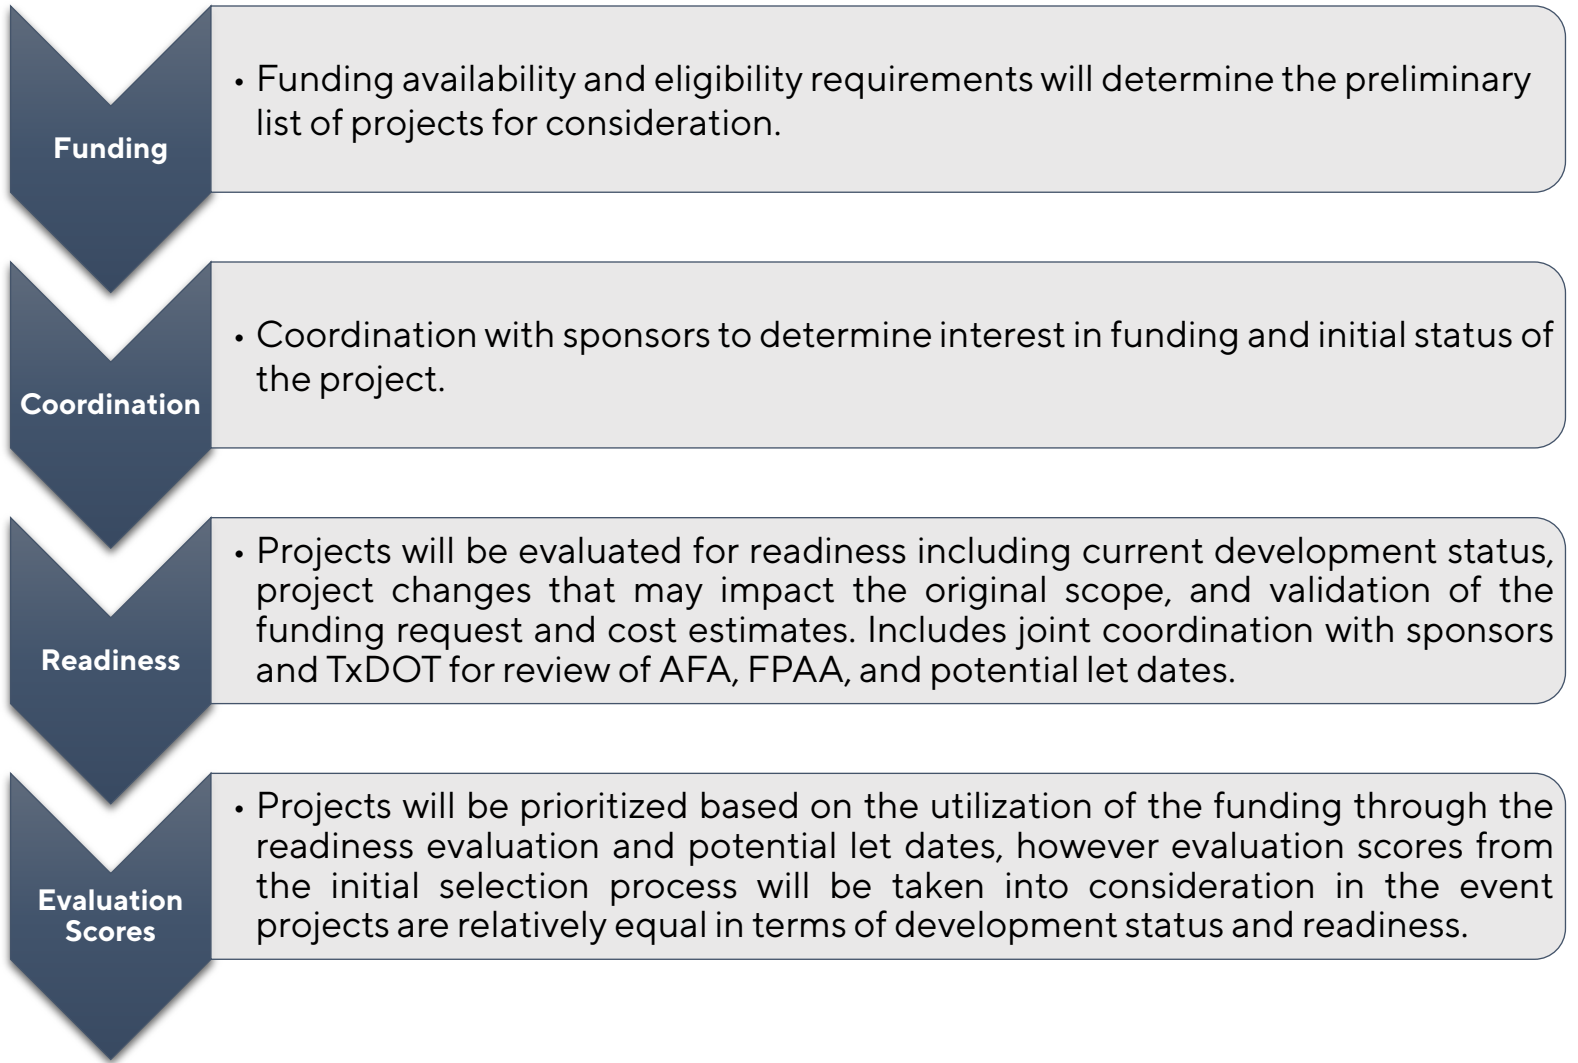 Funding
• Funding availability and eligibility requirements will determine the preliminary
list of projects for consideration.
Coordination
• Coordination with sponsors to determine interest in funding and initial status of
the project.
Readiness
• Projects will be evaluated for readiness including current development status,
project changes that may impact the original scope, and validation of the
funding request and cost estimates. Includes joint coordination with sponsors
and TxDOT for review of AFA, FPAA, and potential let dates.
Evaluation
Scores
• Projects will be prioritized based on the utilization of the funding through the
readiness evaluation and potential let dates, however evaluation scores from
the initial selection process will be taken into consideration in the event
projects are relatively equal in terms of development status and readiness.